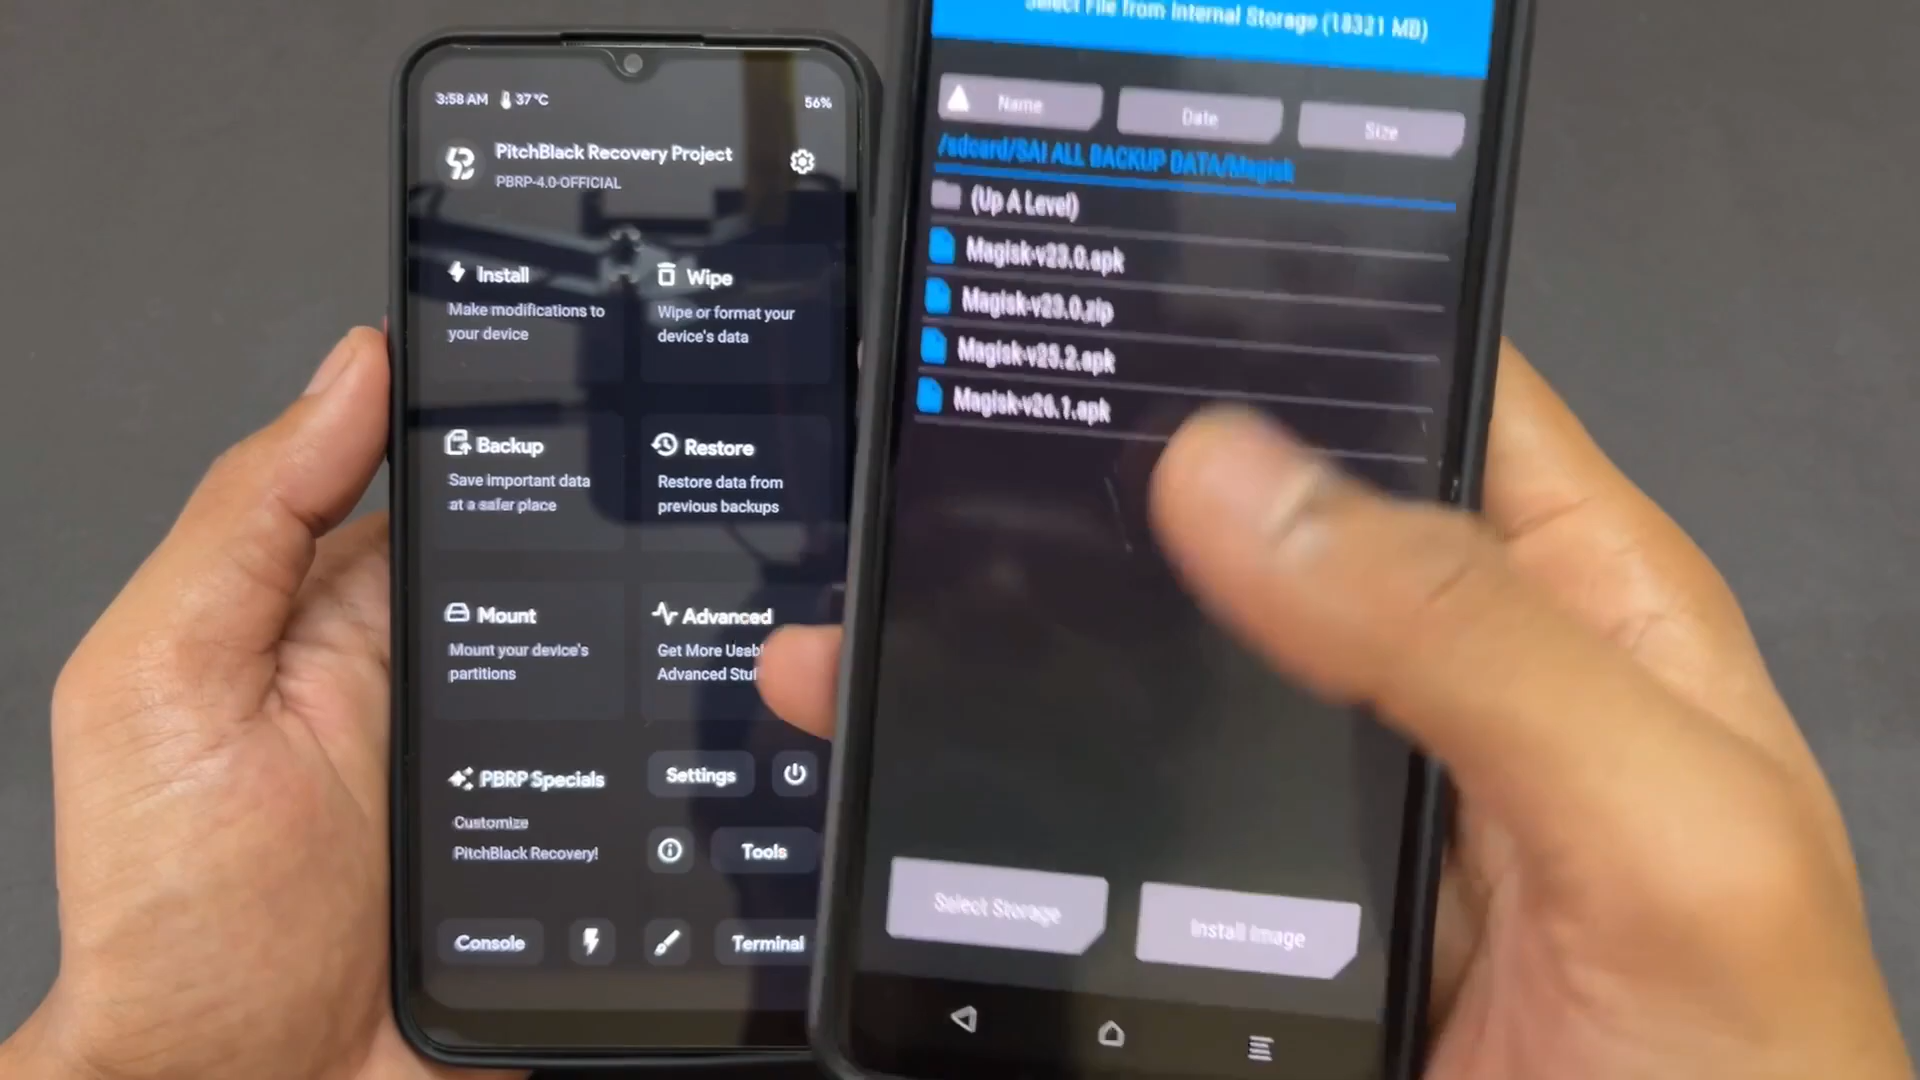 3:58 AM 37°C
56%
PitchBlack Recovery Project
PBRP-4.0-OFFICIAL
Install
Make modifications to
your device
Wipe
Wipe or format your
device's data
Backup
Save important data
at a safer place
Restore
Restore data from
previous backups
Mount
Mount your device's
partitions
Advanced
Get More Usabl
Advanced Stuf
PBRP Specials
Customize
PitchBlack Recovery!
Settings
Tools
Console
Terminal
Select File from Internal Storage (18321 MB)
Name
Date
Size
/sdcard/SAI ALL BACKUP DATA/Magisk
(Up A Level)
Magisk-v23.0.apk
Magisk-v23.0.zip
Magisk-v25.2.apk
Magisk-v26.1.apk
Select Storage
Install Image